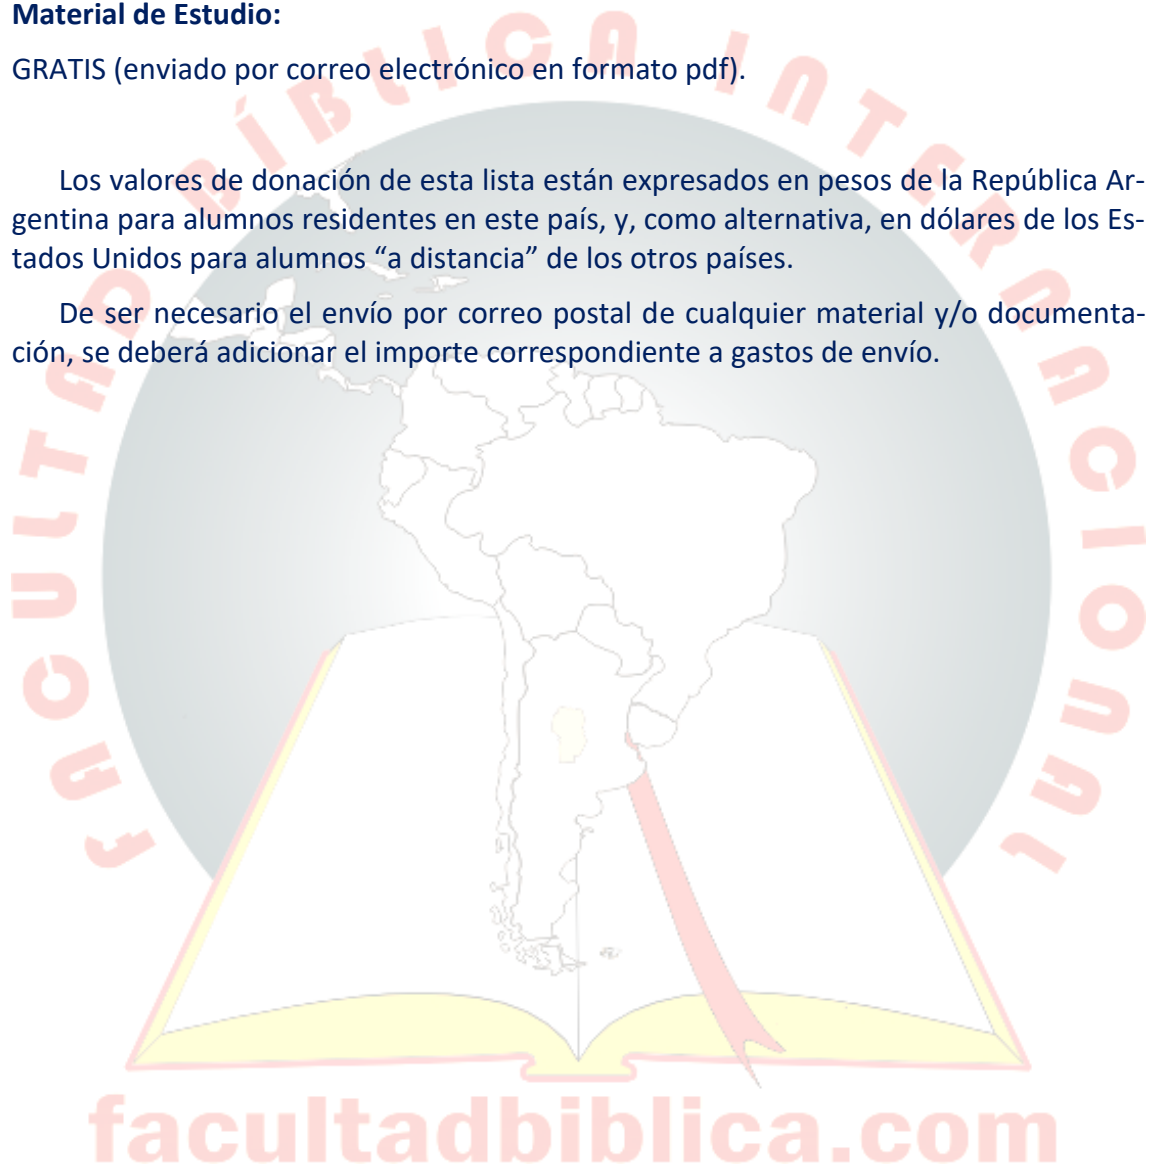 Material de Estudio:
GRATIS (enviado por correo electrónico en formato pdf).
Los valores de donación de esta lista están expresados en pesos de la República Ar-
gentina para alumnos residentes en este país, y, como alternativa, en dólares de los Es-
tados Unidos para alumnos “a distancia” de los otros países.
De ser necesario el envío por correo postal de cualquier material y/o documenta-
ción, se deberá adicionar el importe correspondiente a gastos de envío.
FACULTAD BÍBLICA INTERNACIONAL
facultadbiblica.com